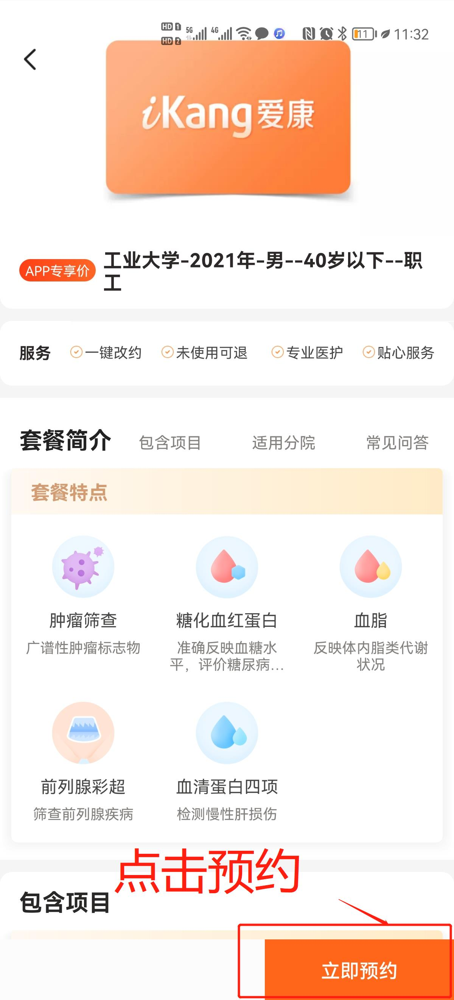 HD 1 5G 4G 11 11:32
HD 2
iKang爱康
APP专享价
工业大学-2021年-男--40岁以下--职
工
服务 一键改约 未使用可退 专业医护 贴心服务
套餐简介 包含项目 适用分院 常见问答
套餐特点
肿瘤筛查 糖化血红蛋白 血脂
广谱性肿瘤标志物 准确反映血糖水 反映体内脂类代谢
平，评价糖尿病... 状况
前列腺彩超 血清蛋白四项
筛查前列腺疾病 检测慢性肝损伤
点击预约
包含项目
立即预约